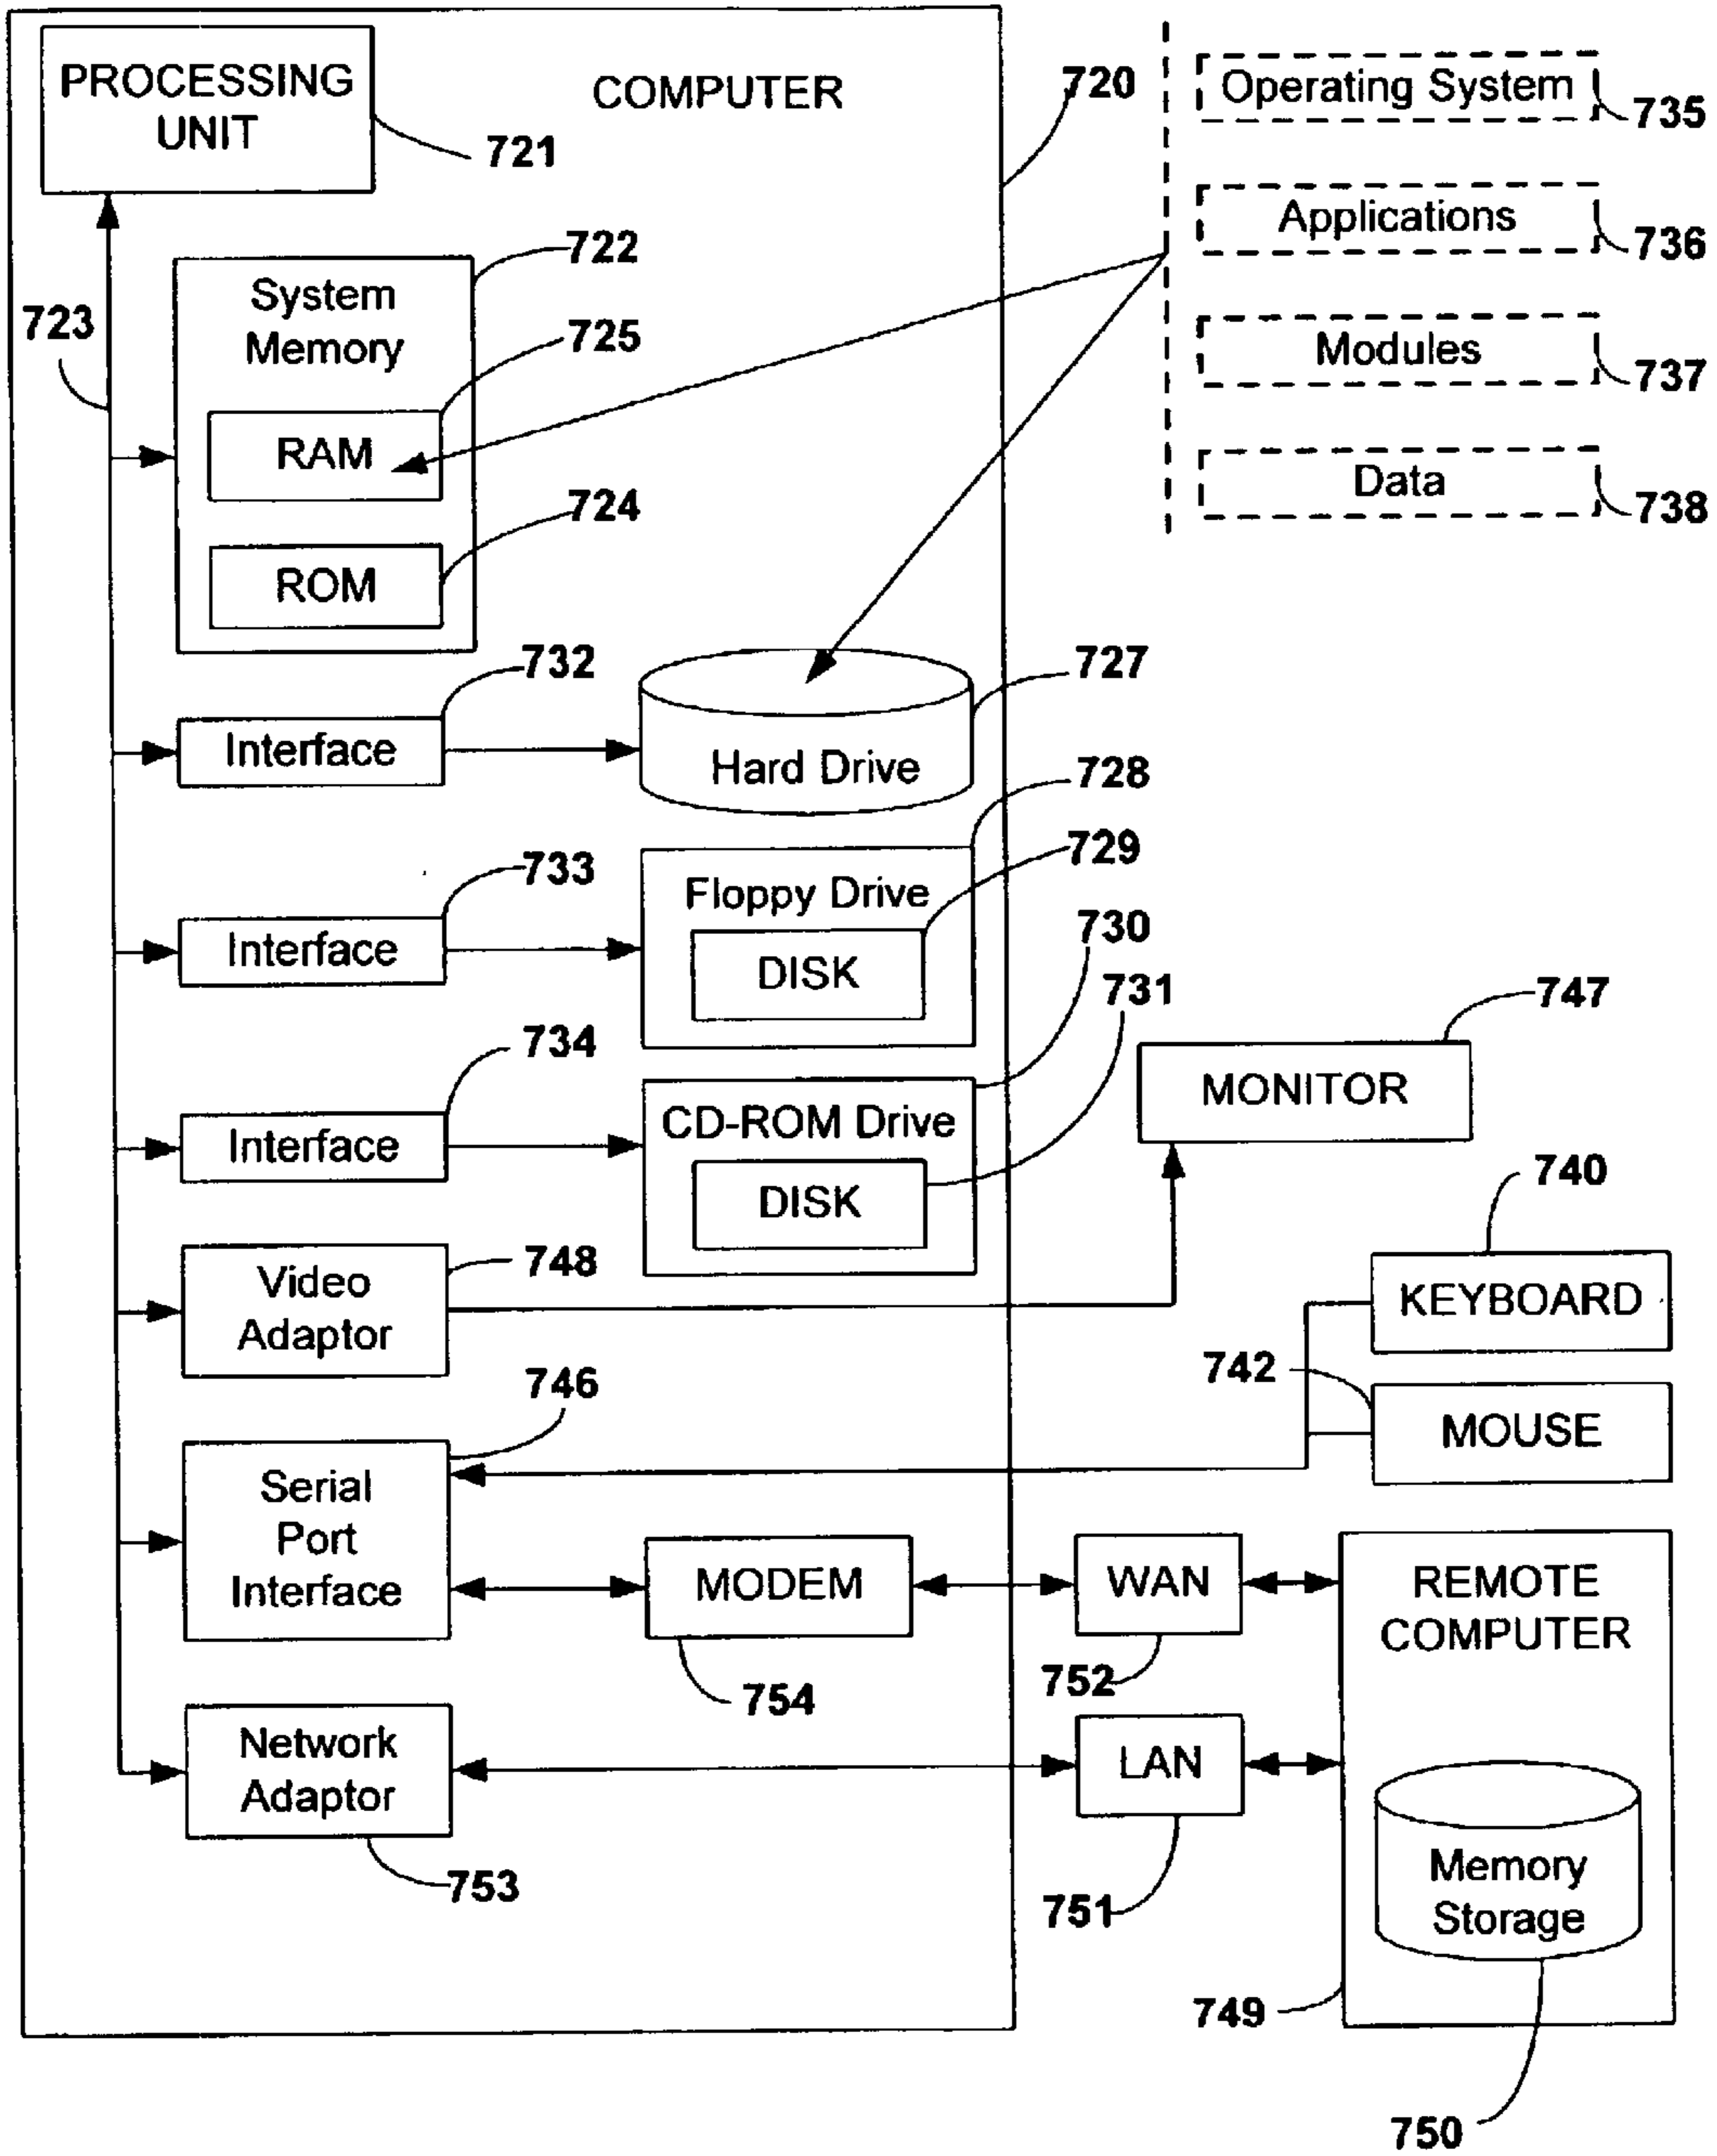 PROCESSING
UNIT
721
COMPUTER
720
Operating System
735
Applications
736
Modules
737
Data
738
723
722
System
Memory
725
RAM
724
ROM
732
Interface
727
Hard Drive
728
733
Interface
729
Floppy Drive
DISK
730
731
734
Interface
CD-ROM Drive
DISK
747
MONITOR
748
Video
Adaptor
740
KEYBOARD
742
MOUSE
746
Serial
Port
Interface
MODEM
754
WAN
752
REMOTE
COMPUTER
Network
Adaptor
753
LAN
751
Memory
Storage
749
750